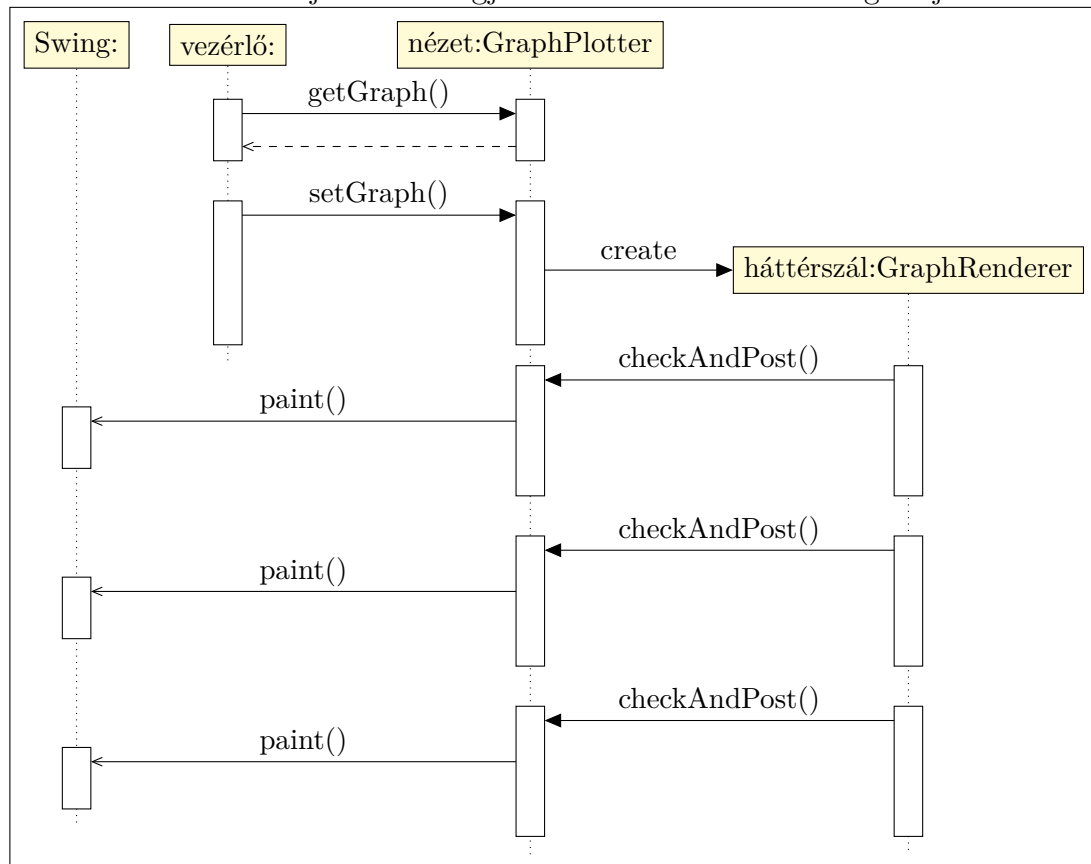 Swing:
vezérlő:
nézet:GraphPlotter
getGraph()
setGraph()
create
háttérszál:GraphRenderer
checkAndPost()
paint()
checkAndPost()
paint()
checkAndPost()
paint()